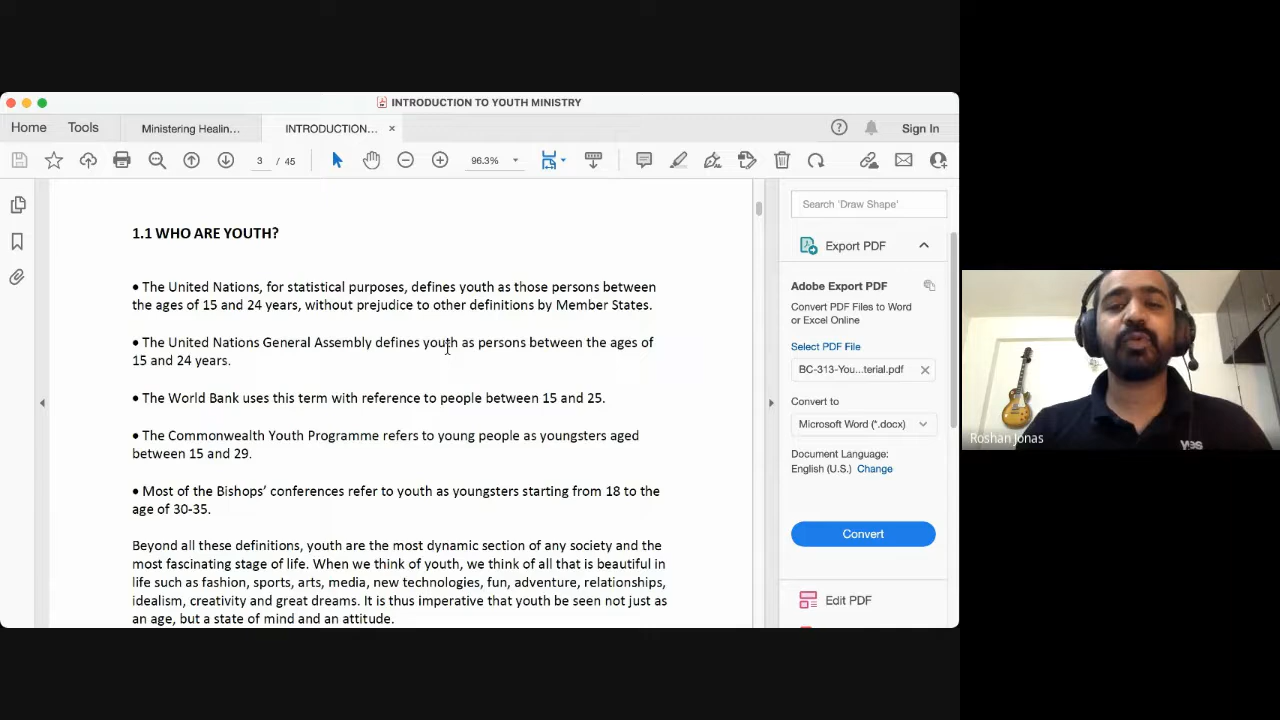 INTRODUCTION TO YOUTH MINISTRY
Home
Tools
Ministering Healin...
INTRODUCTION...
×
Sign In
3 / 45
96.3%
1.1 WHO ARE YOUTH?
• The United Nations, for statistical purposes, defines youth as those persons between
the ages of 15 and 24 years, without prejudice to other definitions by Member States.
• The United Nations General Assembly defines youth as persons between the ages of
15 and 24 years.
• The World Bank uses this term with reference to people between 15 and 25.
• The Commonwealth Youth Programme refers to young people as youngsters aged
between 15 and 29.
• Most of the Bishops’ conferences refer to youth as youngsters starting from 18 to the
age of 30-35.
Beyond all these definitions, youth are the most dynamic section of any society and the
most fascinating stage of life. When we think of youth, we think of all that is beautiful in
life such as fashion, sports, arts, media, new technologies, fun, adventure, relationships,
idealism, creativity and great dreams. It is thus imperative that youth be seen not just as
an age, but a state of mind and an attitude.
Search 'Draw Shape'
Export PDF
Adobe Export PDF
Convert PDF Files to Word
or Excel Online
Select PDF File
BC-313-You...terial.pdf
Convert to
Microsoft Word (*.docx)
Document Language:
English (U.S.) Change
Convert
Edit PDF
Roshan Jonas
yes